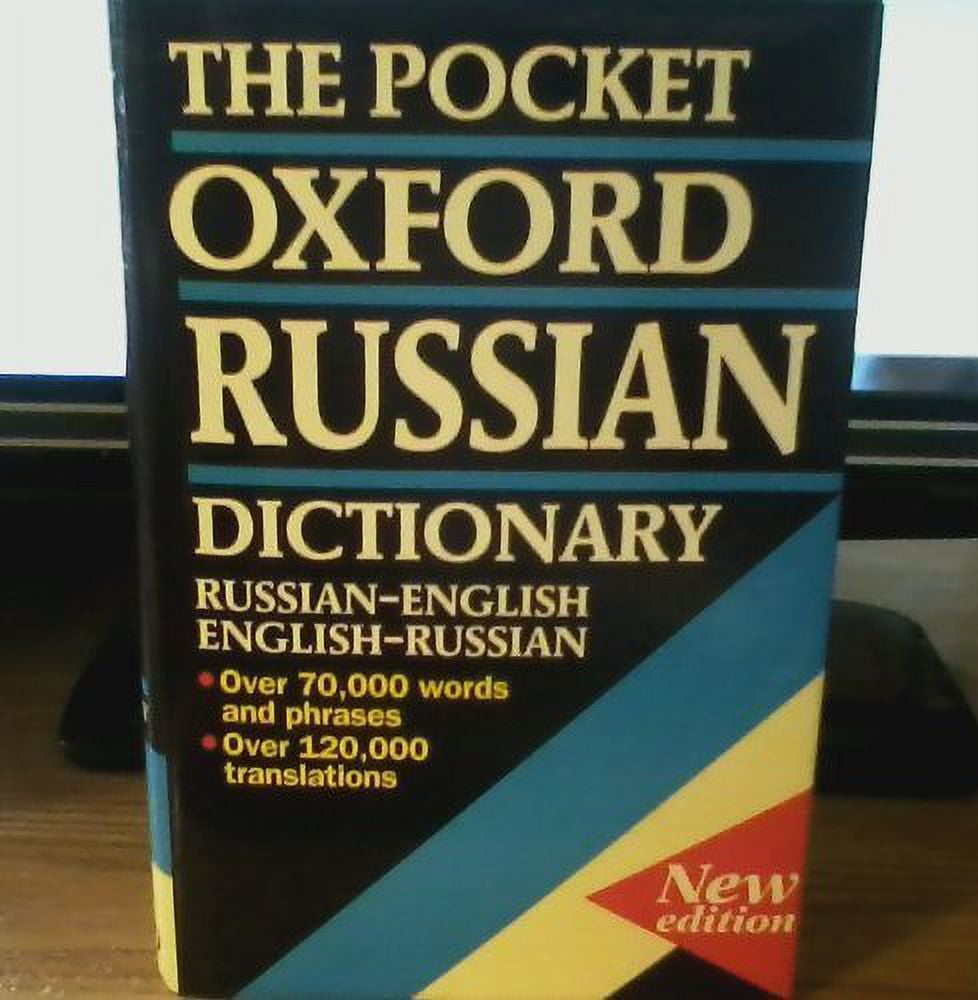 THE POCKET
OXFORD
RUSSIAN
DICTIONARY
RUSSIAN-ENGLISH
ENGLISH-RUSSIAN
• Over 70,000 words
and phrases
• Over 120,000
translations
New
edition